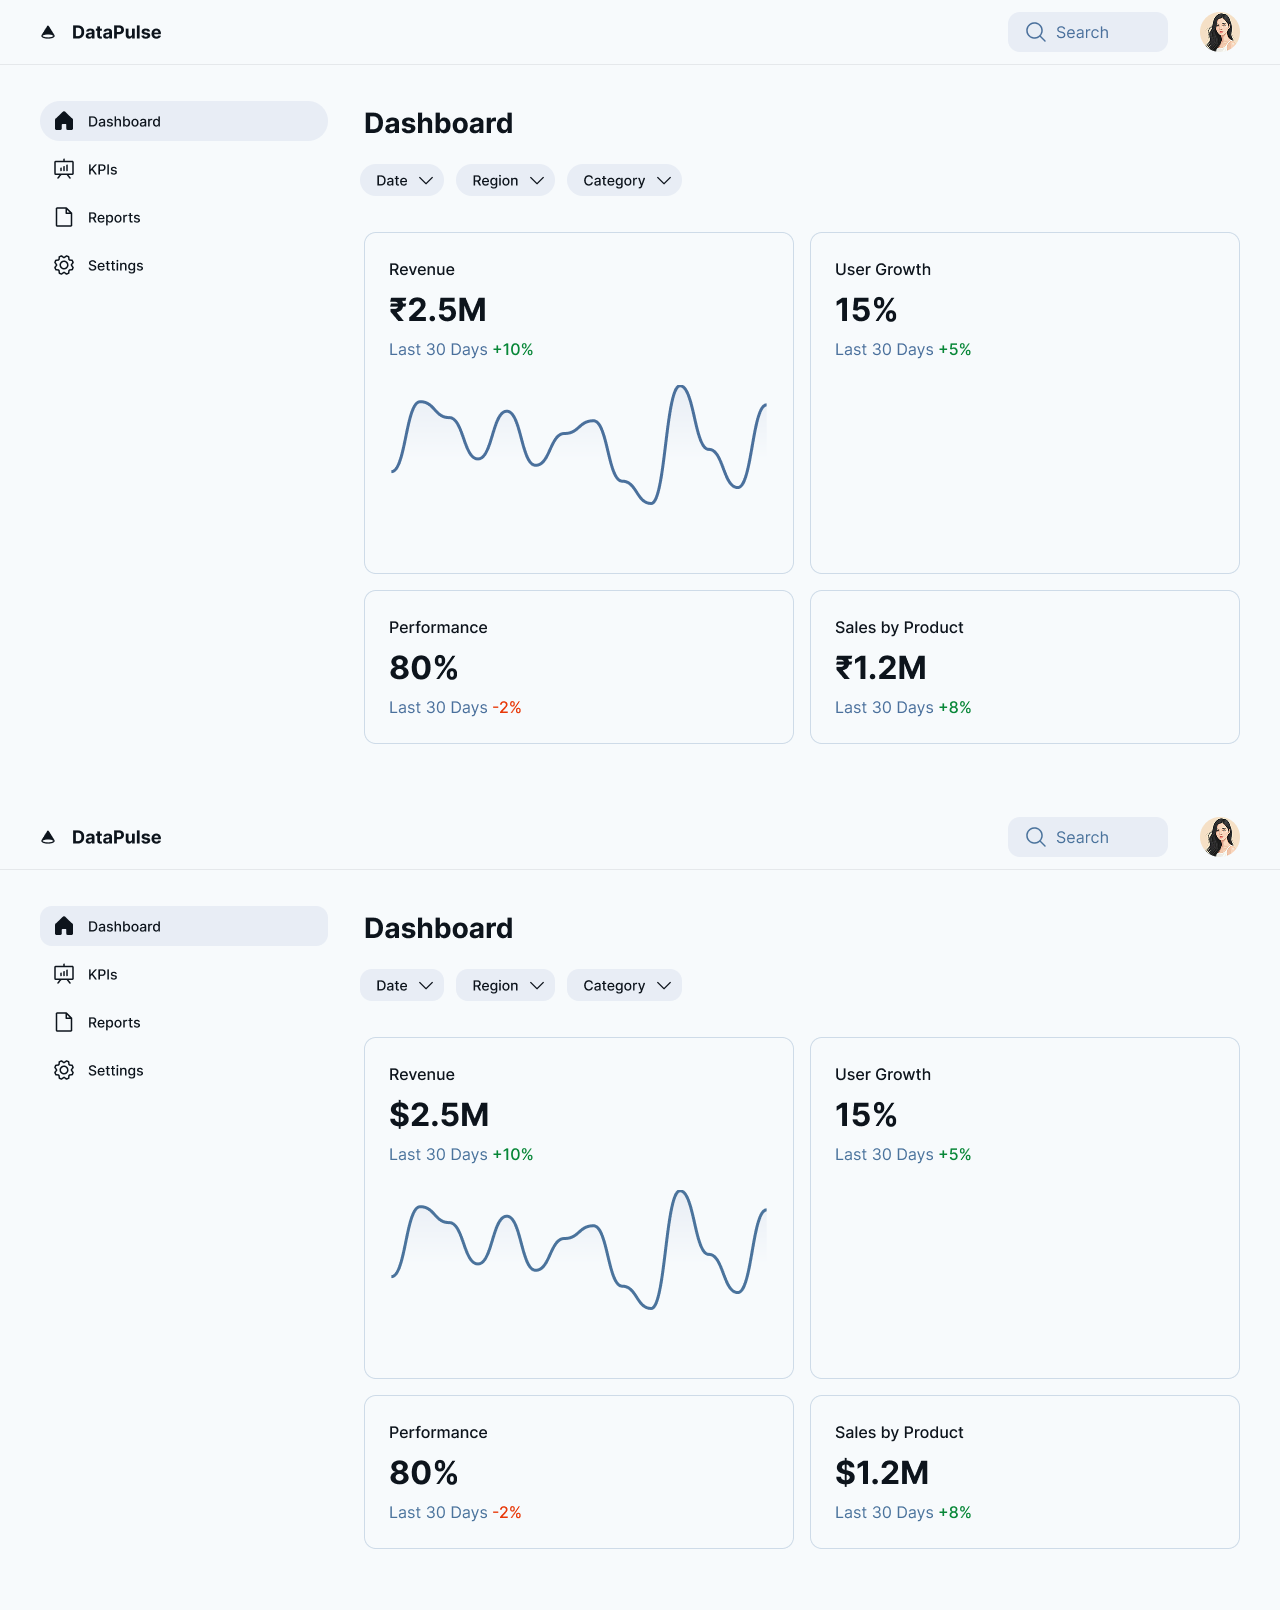 DataPulse
Search
Dashboard
KPIs
Reports
Settings
Dashboard
Date
Region
Category
Revenue
₹2.5M
Last 30 Days +10%
User Growth
15%
Last 30 Days +5%
Performance
80%
Last 30 Days -2%
Sales by Product
₹1.2M
Last 30 Days +8%
DataPulse
Search
Dashboard
KPIs
Reports
Settings
Dashboard
Date
Region
Category
Revenue
$2.5M
Last 30 Days +10%
User Growth
15%
Last 30 Days +5%
Performance
80%
Last 30 Days -2%
Sales by Product
$1.2M
Last 30 Days +8%